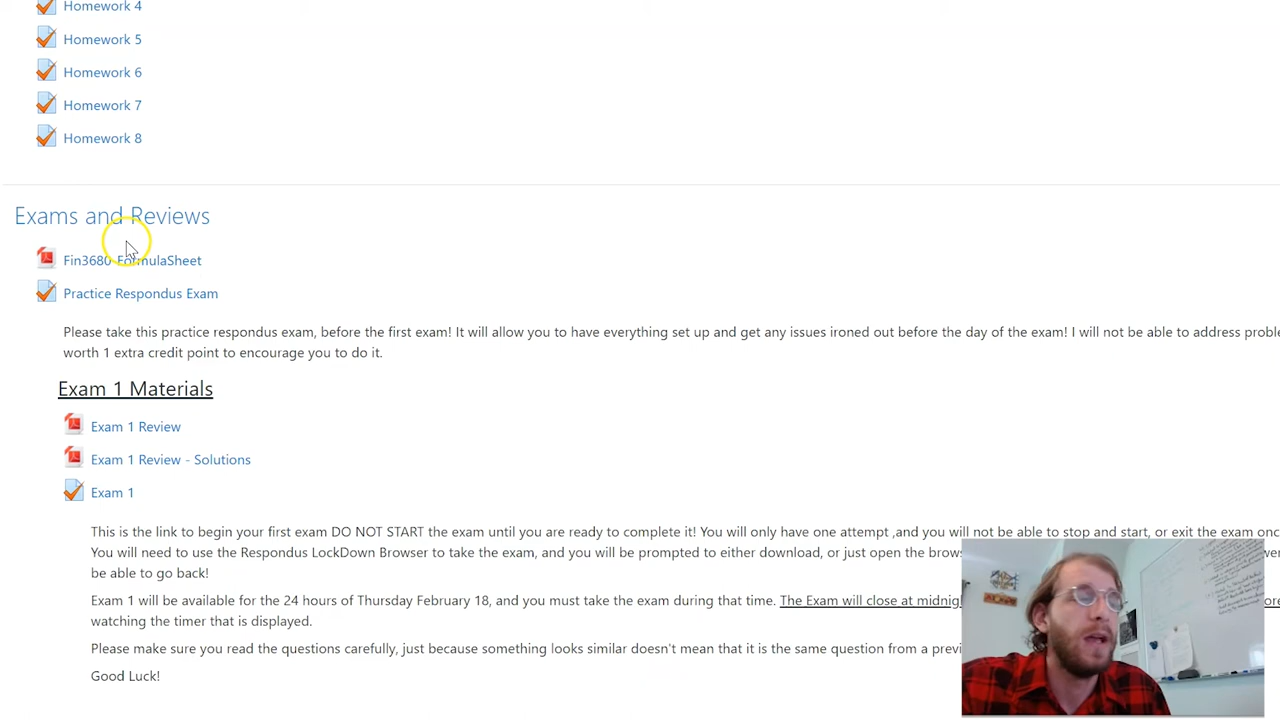 Homework 4
Homework 5
Homework 6
Homework 7
Homework 8
Exams and Reviews
Fin3680-FormulaSheet
Practice Respondus Exam
Please take this practice respondus exam, before the first exam! It will allow you to have everything set up and get any issues ironed out before the day of the exam! I will not be able to address
worth 1 extra credit point to encourage you to do it.
Exam 1 Materials
Exam 1 Review
Exam 1 Review - Solutions
Exam 1
This is the link to begin your first exam DO NOT START the exam until you are ready to complete it! You will only have one attempt ,and you will not be able to stop and start, or exit the exam
You will need to use the Respondus LockDown Browser to take the exam, and you will be prompted to either download, or just open the
be able to go back!
Exam 1 will be available for the 24 hours of Thursday February 18, and you must take the exam during that time. The Exam will close at
watching the timer that is displayed.
Please make sure you read the questions carefully, just because something looks similar doesn't mean that it is the same question from a
Good Luck!